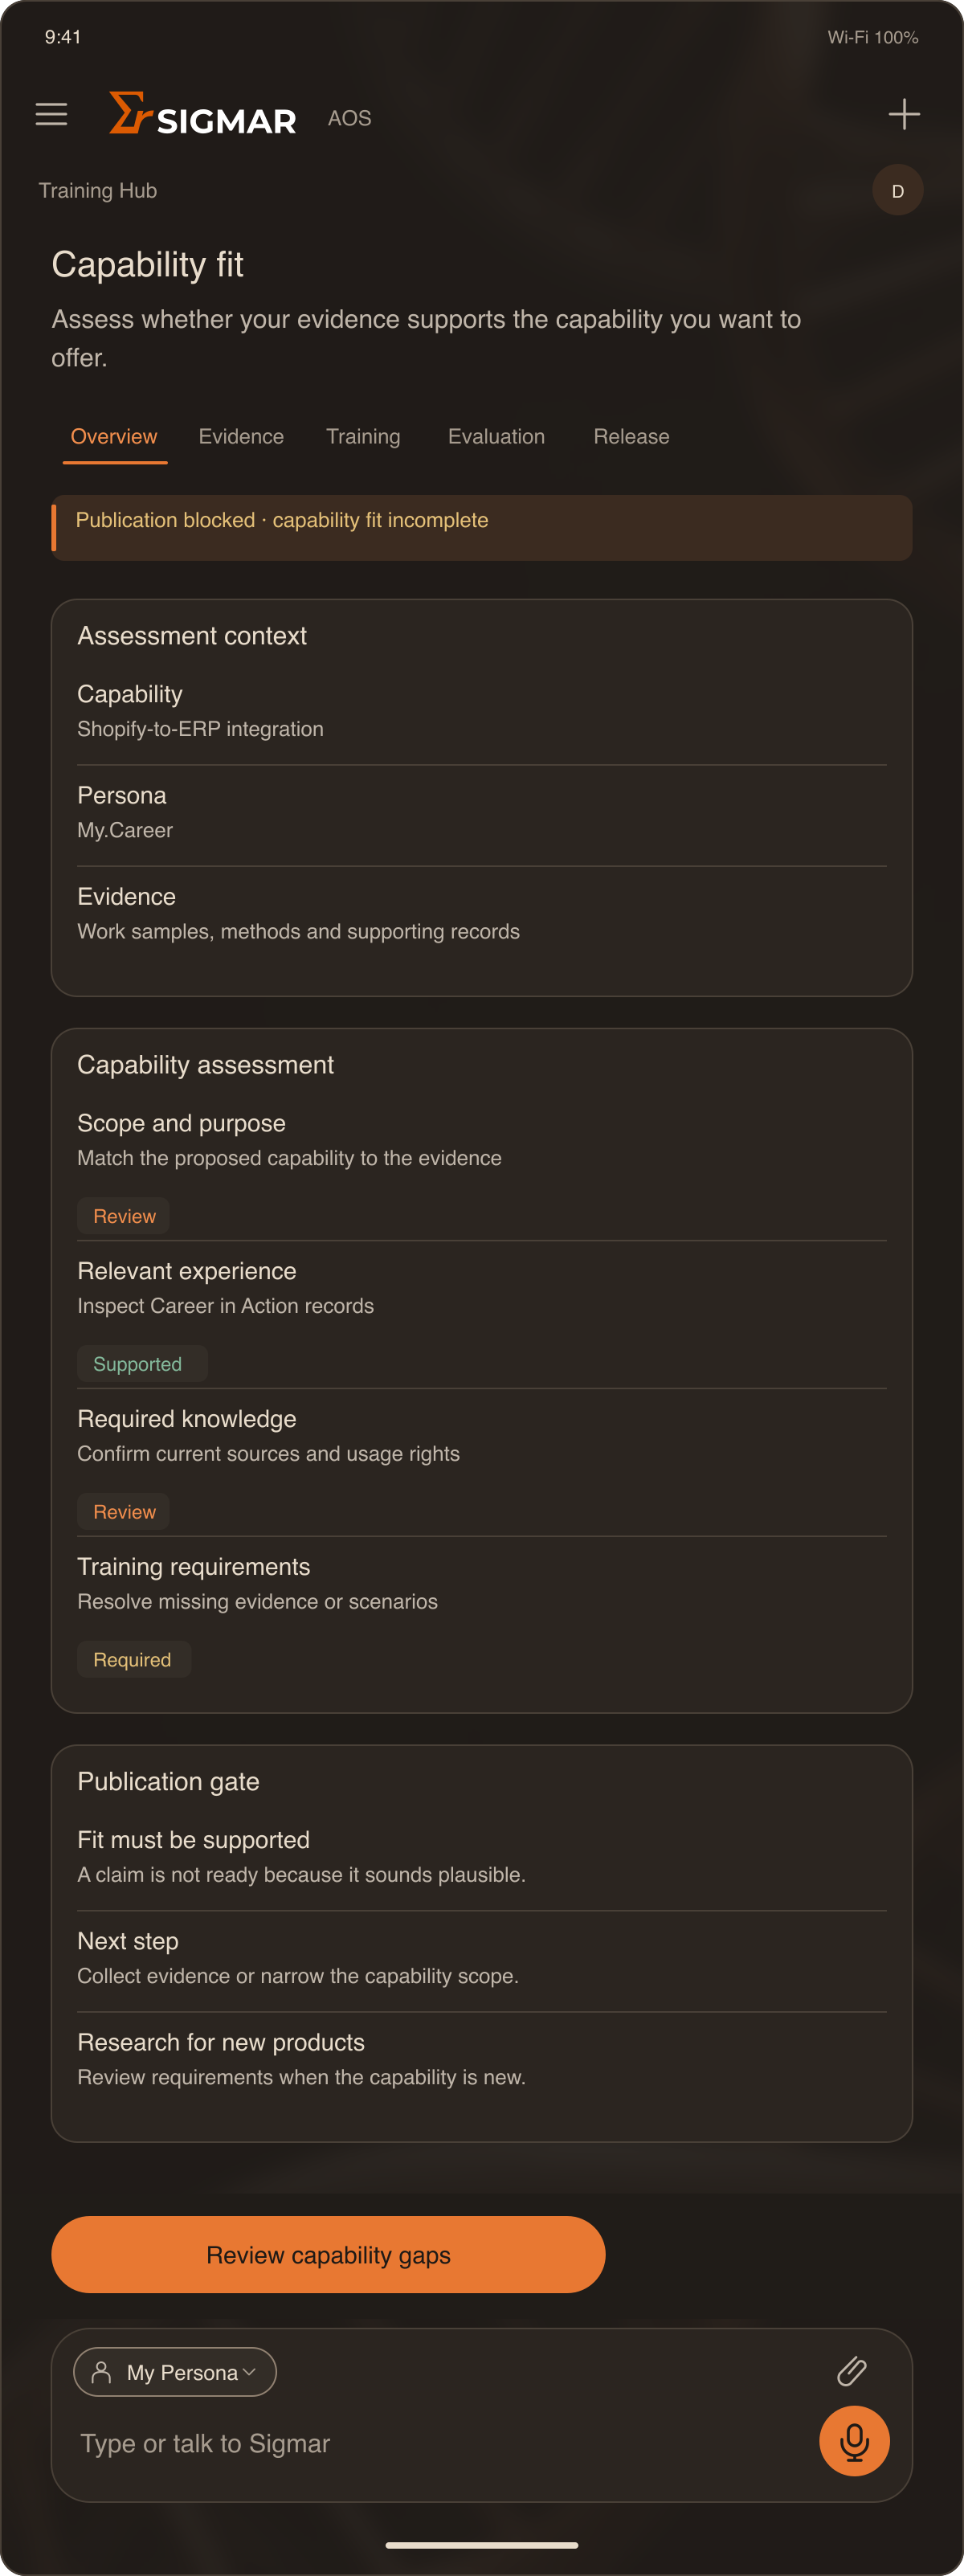 9:41
Wi-Fi 100%
Σr SIGMAR AOS
Training Hub
D
Capability fit
Assess whether your evidence supports the capability you want to
offer.
Overview Evidence Training Evaluation Release
Publication blocked · capability fit incomplete
Assessment context
Capability
Shopify-to-ERP integration
Persona
My.Career
Evidence
Work samples, methods and supporting records
Capability assessment
Scope and purpose
Match the proposed capability to the evidence
Review
Relevant experience
Inspect Career in Action records
Supported
Required knowledge
Confirm current sources and usage rights
Review
Training requirements
Resolve missing evidence or scenarios
Required
Publication gate
Fit must be supported
A claim is not ready because it sounds plausible.
Next step
Collect evidence or narrow the capability scope.
Research for new products
Review requirements when the capability is new.
Review capability gaps
My Persona
Type or talk to Sigmar